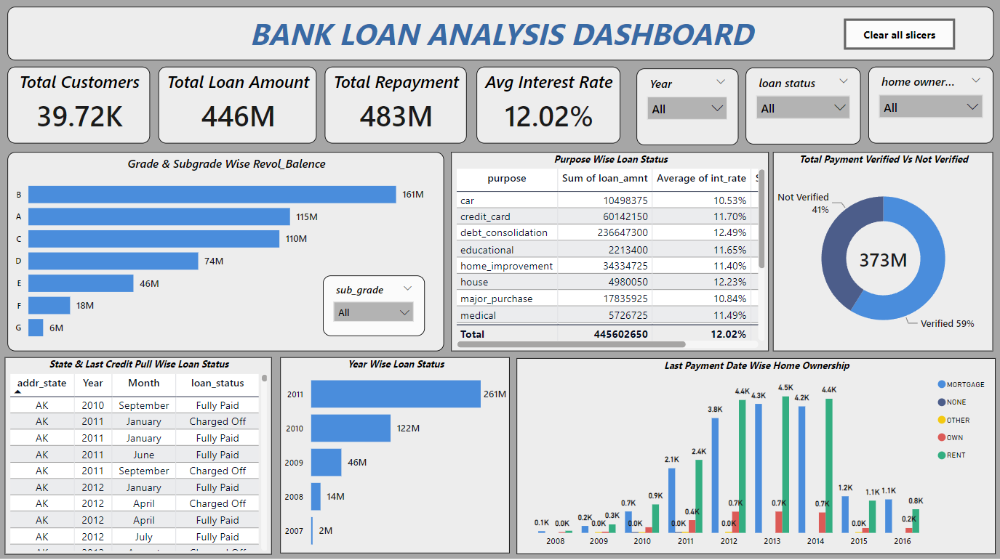 BANK LOAN ANALYSIS DASHBOARD
Clear all slicers
Total Customers
39.72K
Total Loan Amount
446M
Total Repayment
483M
Avg Interest Rate
12.02%
Year
All
loan status
All
home owner...
All
Grade & Subgrade Wise Revol_Balence
B 161M
A 115M
C 110M
D 74M
E 46M
F 18M
G 6M
sub_grade
All
Purpose Wise Loan Status
purpose Sum of loan_amnt Average of int_rate S
car 10498375 10.53%
credit_card 60142150 11.70%
debt_consolidation 236647300 12.49%
educational 2213400 11.65%
home_improvement 34334725 11.40%
house 4980050 12.23%
major_purchase 17835925 10.84%
medical 5726725 11.49%
Total 445602650 12.02%
Total Payment Verified Vs Not Verified
Not Verified
41%
373M
Verified 59%
State & Last Credit Pull Wise Loan Status
addr_state Year Month loan_status
AK 2010 September Fully Paid
AK 2011 January Charged Off
AK 2011 January Fully Paid
AK 2011 June Fully Paid
AK 2011 September Charged Off
AK 2012 January Fully Paid
AK 2012 April Charged Off
AK 2012 April Fully Paid
AK 2012 July Fully Paid
Year Wise Loan Status
2011 261M
2010 122M
2009 46M
2008 14M
2007 2M
Last Payment Date Wise Home Ownership
0.1K 0.0K
0.2K 0.0K 0.3K
0.7K 0.0K 0.9K
2.1K 0.0K 0.4K 2.4K
3.8K 0.0K 0.7K 4.4K
4.3K 0.7K 4.5K
4.2K 0.7K 4.4K
1.2K 0.0K 1.1K
1.1K 0.2K 0.8K
2008 2009 2010 2011 2012 2013 2014 2015 2016
MORTGAGE
NONE
OTHER
OWN
RENT